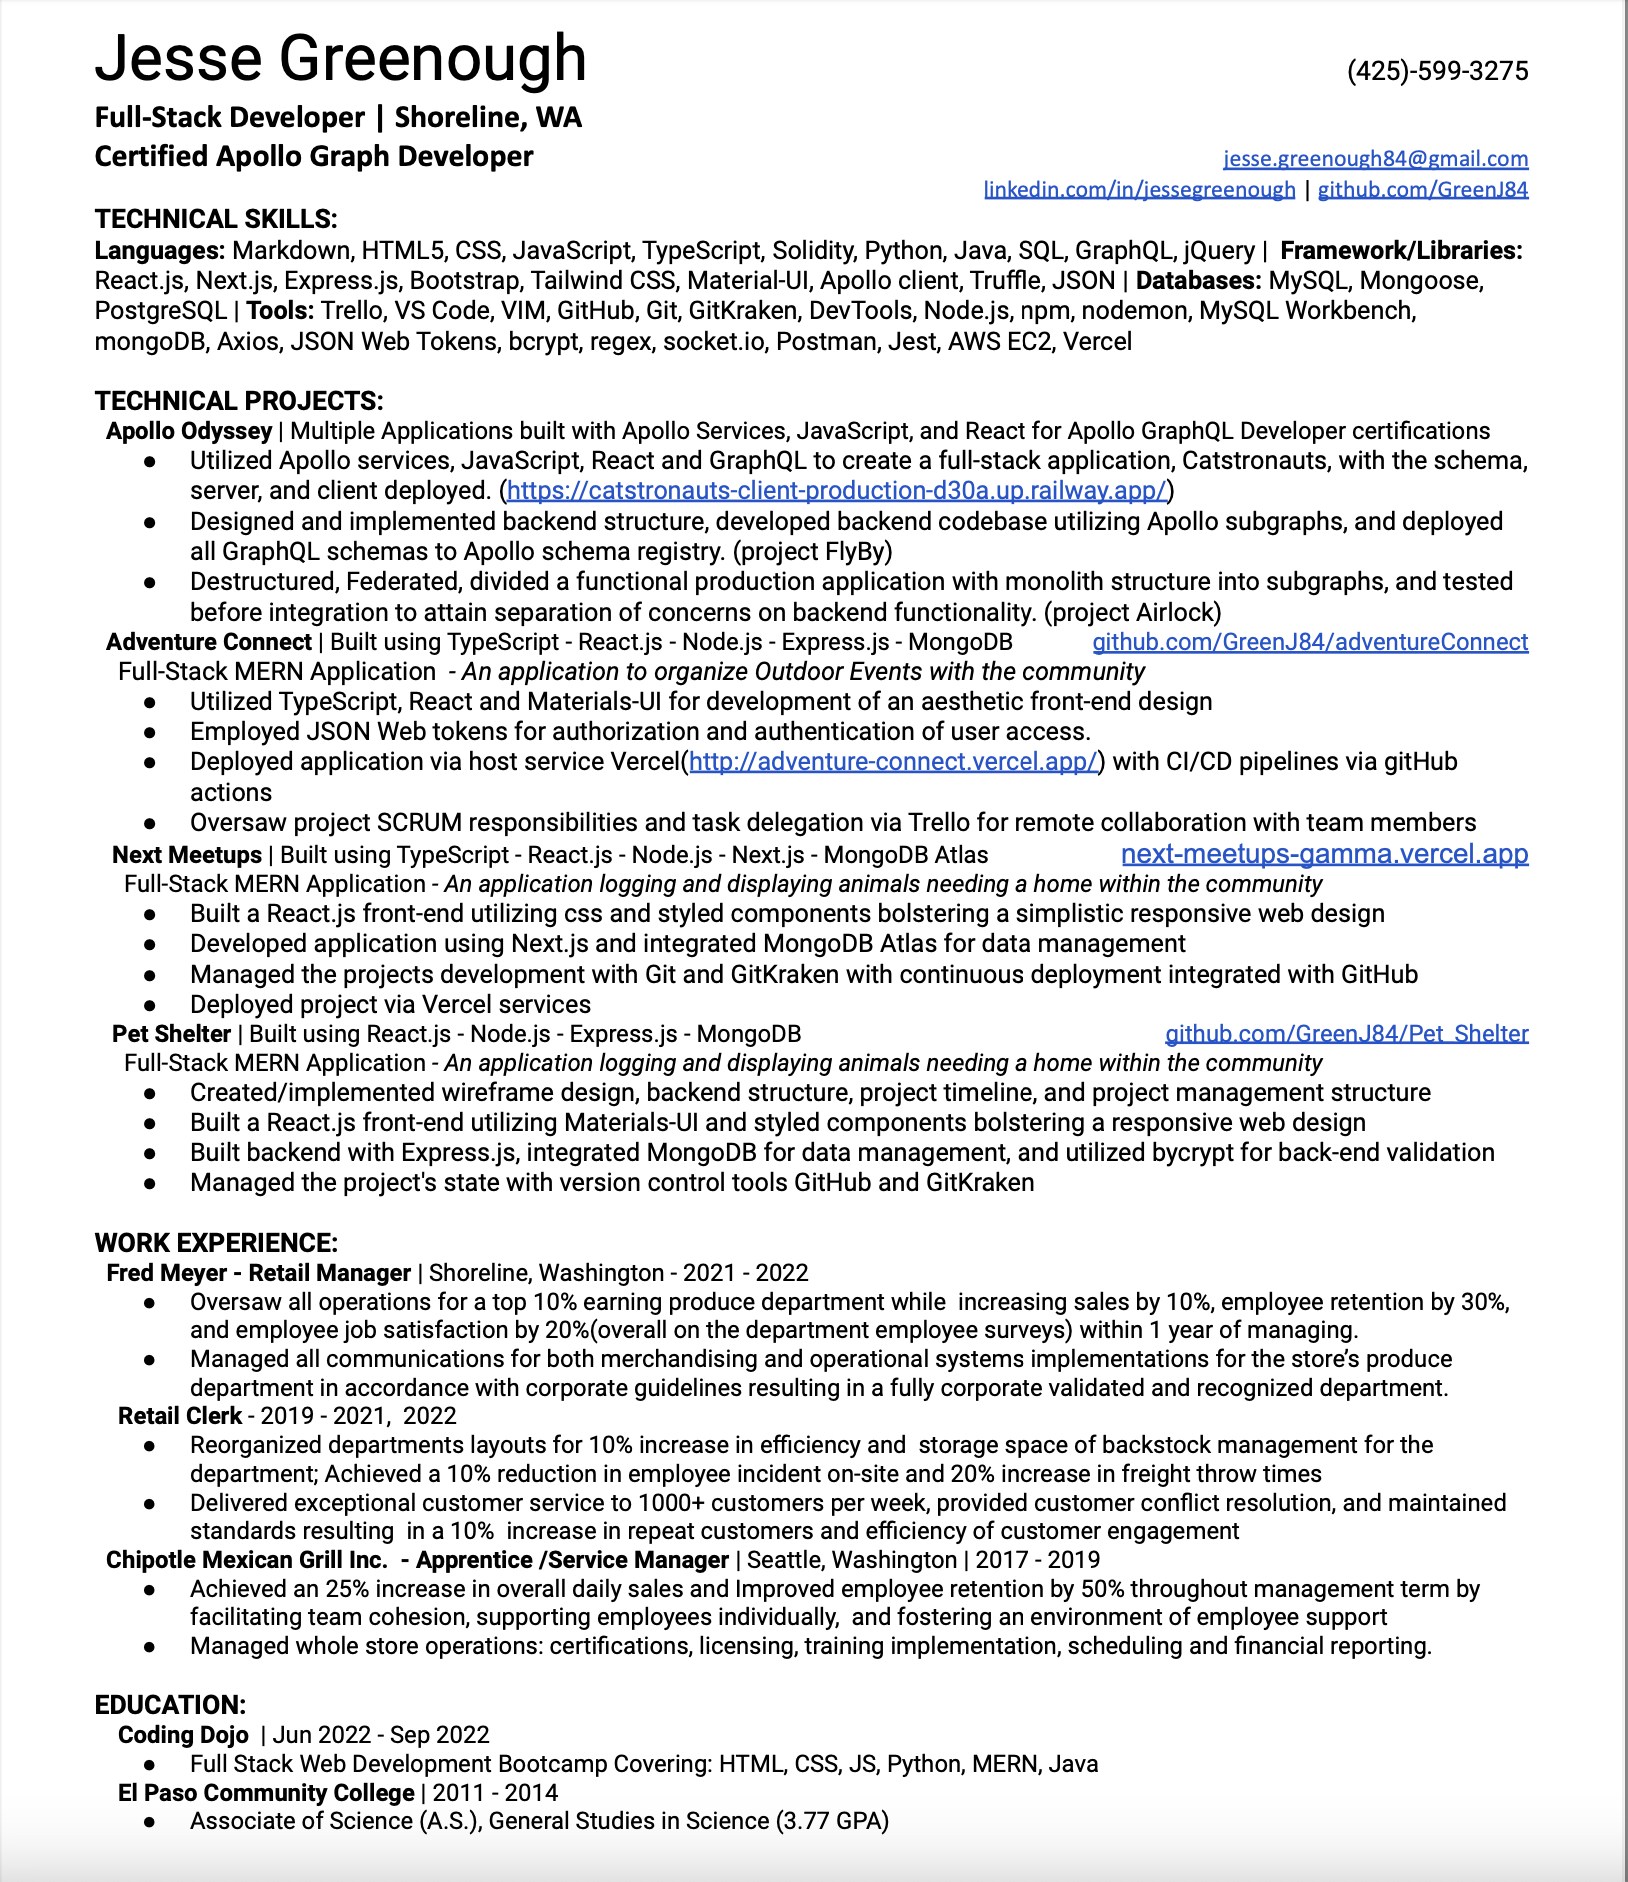 Jesse Greenough
(425)-599-3275
Full-Stack Developer | Shoreline, WA
Certified Apollo Graph Developer
jesse.greenough84@gmail.com
linkedin.com/in/jessegreenough | github.com/GreenJ84
TECHNICAL SKILLS:
Languages: Markdown, HTML5, CSS, JavaScript, TypeScript, Solidity, Python, Java, SQL, GraphQL, jQuery | Framework/Libraries:
React.js, Next.js, Express.js, Bootstrap, Tailwind CSS, Material-UI, Apollo client, Truffle, JSON | Databases: MySQL, Mongoose,
PostgreSQL | Tools: Trello, VS Code, VIM, GitHub, Git, GitKraken, DevTools, Node.js, npm, nodemon, MySQL Workbench,
mongoDB, Axios, JSON Web Tokens, bcrypt, regex, socket.io, Postman, Jest, AWS EC2, Vercel
TECHNICAL PROJECTS:
Apollo Odyssey | Multiple Applications built with Apollo Services, JavaScript, and React for Apollo GraphQL Developer certifications
● Utilized Apollo services, JavaScript, React and GraphQL to create a full-stack application, Catstronauts, with the schema,
server, and client deployed. (https://catstronauts-client-production-d30a.up.railway.app/)
● Designed and implemented backend structure, developed backend codebase utilizing Apollo subgraphs, and deployed
all GraphQL schemas to Apollo schema registry. (project FlyBy)
● Destructured, Federated, divided a functional production application with monolith structure into subgraphs, and tested
before integration to attain separation of concerns on backend functionality. (project Airlock)
Adventure Connect | Built using TypeScript - React.js - Node.js - Express.js - MongoDB github.com/GreenJ84/adventureConnect
Full-Stack MERN Application - An application to organize Outdoor Events with the community
● Utilized TypeScript, React and Materials-UI for development of an aesthetic front-end design
● Employed JSON Web tokens for authorization and authentication of user access.
● Deployed application via host service Vercel(http://adventure-connect.vercel.app/) with CI/CD pipelines via gitHub
actions
● Oversaw project SCRUM responsibilities and task delegation via Trello for remote collaboration with team members
Next Meetups | Built using TypeScript - React.js - Node.js - Next.js - MongoDB Atlas next-meetups-gamma.vercel.app
Full-Stack MERN Application - An application logging and displaying animals needing a home within the community
● Built a React.js front-end utilizing css and styled components bolstering a simplistic responsive web design
● Developed application using Next.js and integrated MongoDB Atlas for data management
● Managed the projects development with Git and GitKraken with continuous deployment integrated with GitHub
● Deployed project via Vercel services
Pet Shelter | Built using React.js - Node.js - Express.js - MongoDB github.com/GreenJ84/Pet_Shelter
Full-Stack MERN Application - An application logging and displaying animals needing a home within the community
● Created/implemented wireframe design, backend structure, project timeline, and project management structure
● Built a React.js front-end utilizing Materials-UI and styled components bolstering a responsive web design
● Built backend with Express.js, integrated MongoDB for data management, and utilized bycrypt for back-end validation
● Managed the project's state with version control tools GitHub and GitKraken
WORK EXPERIENCE:
Fred Meyer - Retail Manager | Shoreline, Washington - 2021 - 2022
● Oversaw all operations for a top 10% earning produce department while increasing sales by 10%, employee retention by 30%,
and employee job satisfaction by 20%(overall on the department employee surveys) within 1 year of managing.
● Managed all communications for both merchandising and operational systems implementations for the store’s produce
department in accordance with corporate guidelines resulting in a fully corporate validated and recognized department.
Retail Clerk - 2019 - 2021, 2022
● Reorganized departments layouts for 10% increase in efficiency and storage space of backstock management for the
department; Achieved a 10% reduction in employee incident on-site and 20% increase in freight throw times
● Delivered exceptional customer service to 1000+ customers per week, provided customer conflict resolution, and maintained
standards resulting in a 10% increase in repeat customers and efficiency of customer engagement
Chipotle Mexican Grill Inc. - Apprentice /Service Manager | Seattle, Washington | 2017 - 2019
● Achieved an 25% increase in overall daily sales and Improved employee retention by 50% throughout management term by
facilitating team cohesion, supporting employees individually, and fostering an environment of employee support
● Managed whole store operations: certifications, licensing, training implementation, scheduling and financial reporting.
EDUCATION:
Coding Dojo | Jun 2022 - Sep 2022
● Full Stack Web Development Bootcamp Covering: HTML, CSS, JS, Python, MERN, Java
El Paso Community College | 2011 - 2014
● Associate of Science (A.S.), General Studies in Science (3.77 GPA)